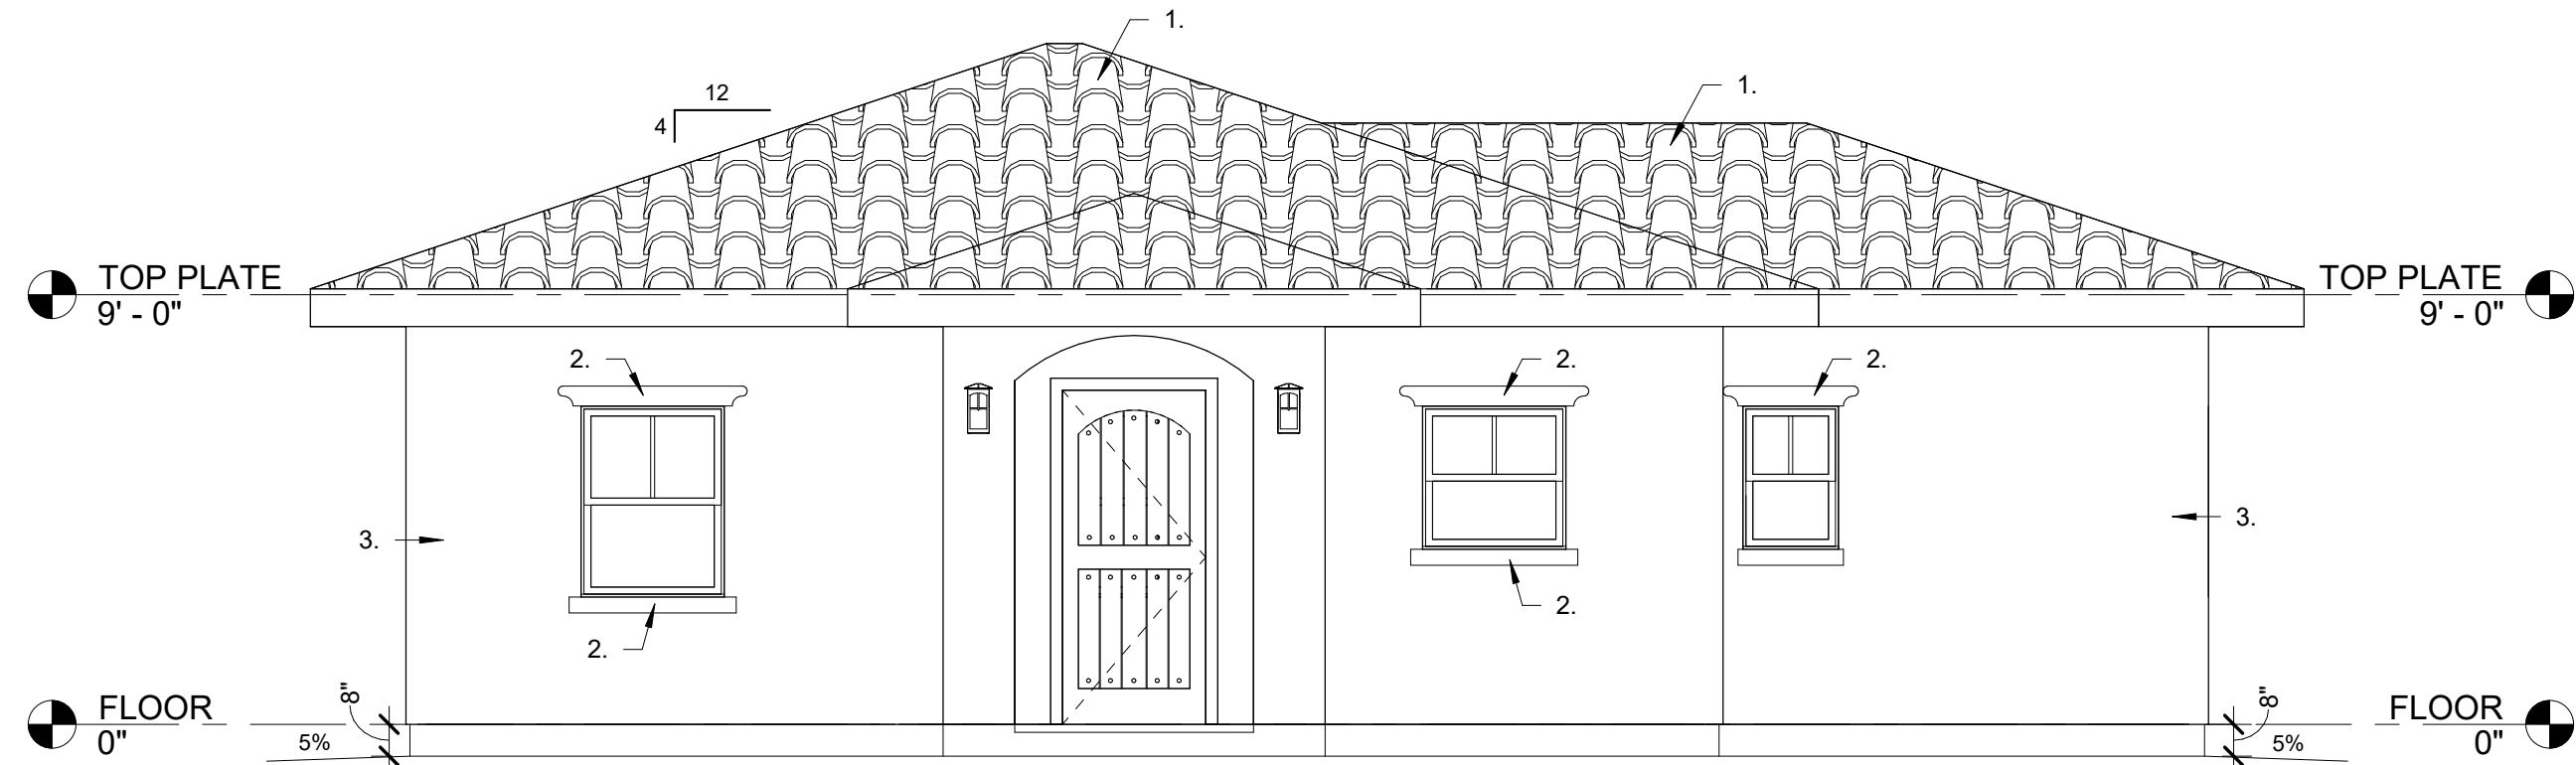 1.
1.
12
4
TOP PLATE
9' - 0"
TOP PLATE
9' - 0"
2.
2.
2.
3.
3.
2.
2.
8"
8"
FLOOR
0"
FLOOR
0"
5%
5%